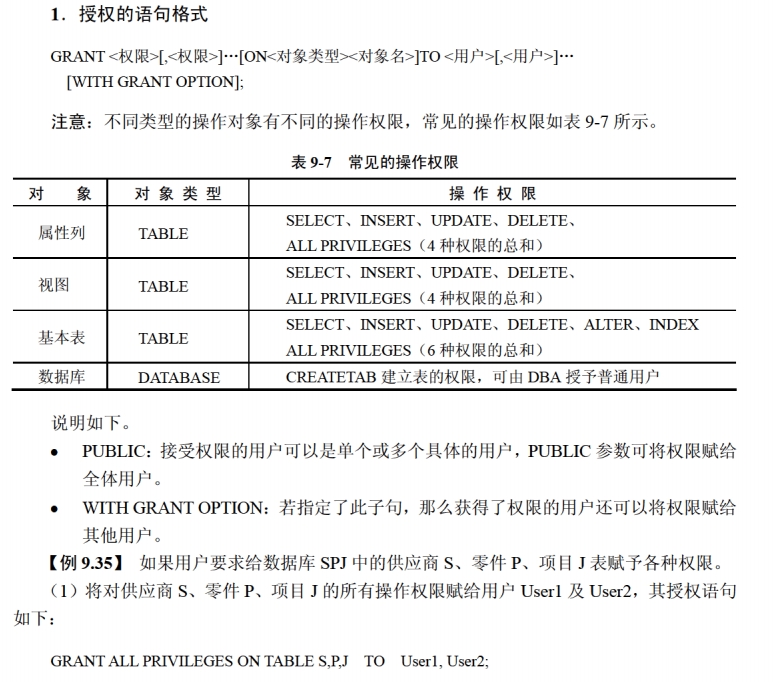 1．授权的语句格式
GRANT <权限>[,<权限>]…[ON<对象类型><对象名>]TO <用户>[,<用户>]…
[WITH GRANT OPTION];
注意：不同类型的操作对象有不同的操作权限，常见的操作权限如表 9-7 所示。
表 9-7 常见的操作权限
对 象 对 象 类 型 操 作 权 限
属性列 TABLE SELECT、INSERT、UPDATE、DELETE、
ALL PRIVILEGES（4 种权限的总和）
视图 TABLE SELECT、INSERT、UPDATE、DELETE、
ALL PRIVILEGES（4 种权限的总和）
基本表 TABLE SELECT、INSERT、UPDATE、DELETE、ALTER、INDEX
ALL PRIVILEGES（6 种权限的总和）
数据库 DATABASE CREATETAB 建立表的权限，可由 DBA 授予普通用户
说明如下。
● PUBLIC：接受权限的用户可以是单个或多个具体的用户，PUBLIC 参数可将权限赋给
全体用户。
● WITH GRANT OPTION：若指定了此子句，那么获得了权限的用户还可以将权限赋给
其他用户。
【例 9.35】 如果用户要求给数据库 SPJ 中的供应商 S、零件 P、项目 J 表赋予各种权限。
（1）将对供应商 S、零件 P、项目 J 的所有操作权限赋给用户 User1 及 User2，其授权语句
如下：
GRANT ALL PRIVILEGES ON TABLE S,P,J TO User1, User2;